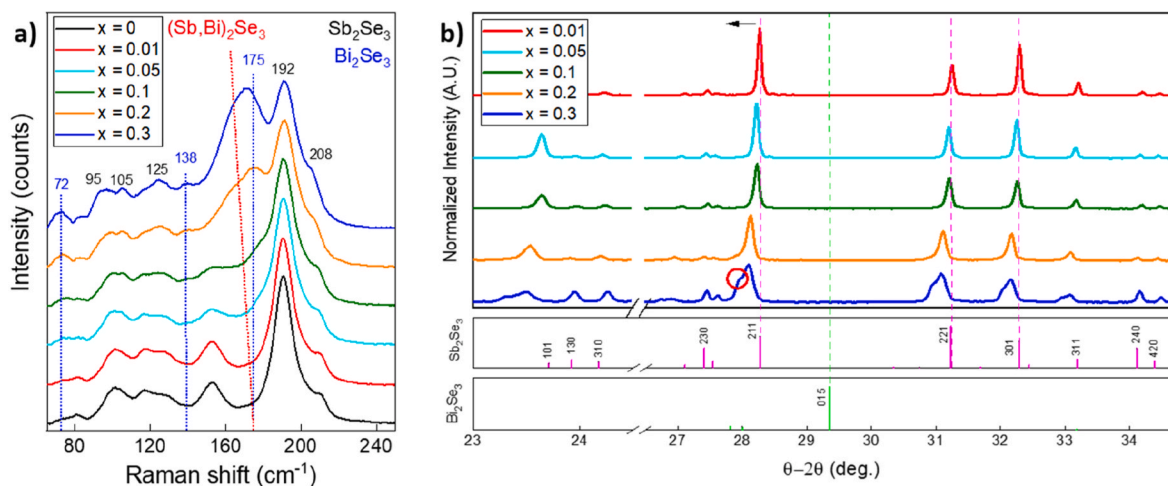 a)
x = 0
x = 0.01
x = 0.05
x = 0.1
x = 0.2
x = 0.3
(Sb,Bi)₂Se₃
Sb₂Se₃
Bi₂Se₃
175
192
72
95
105
125
138
208
Intensity (counts)
80 120 160 200 240
Raman shift (cm⁻¹)
b)
x = 0.01
x = 0.05
x = 0.1
x = 0.2
x = 0.3
Normalized Intensity (A.U.)
Sb₂Se₃
101
130
310
230
211
221
301
311
240
420
Bi₂Se₃
015
23 24 27 28 29 30 31 32 33 34
θ–2θ (deg.)